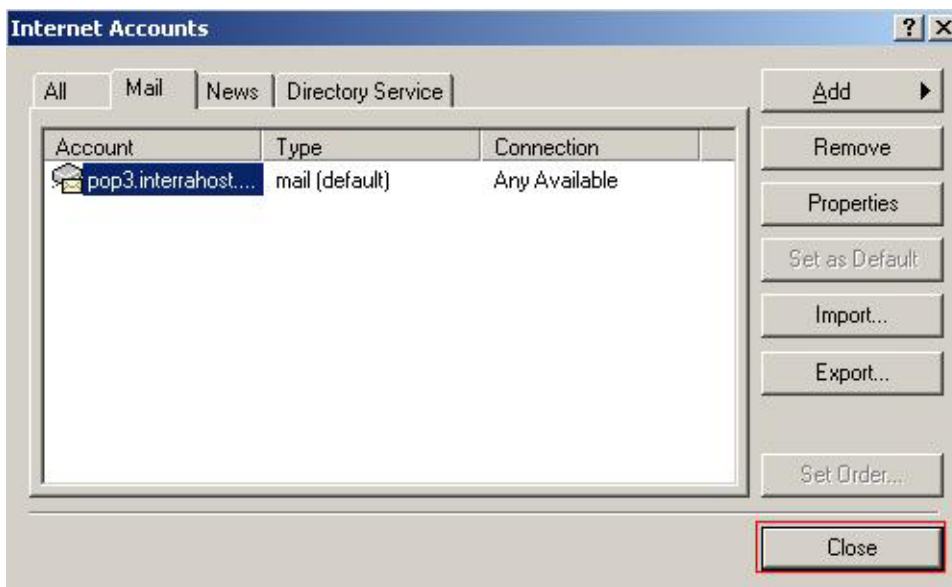 Internet Accounts
All Mail News Directory Service
Account Type Connection
pop3.interrahost.... mail (default) Any Available
Add
Remove
Properties
Set as Default
Import...
Export...
Set Order...
Close